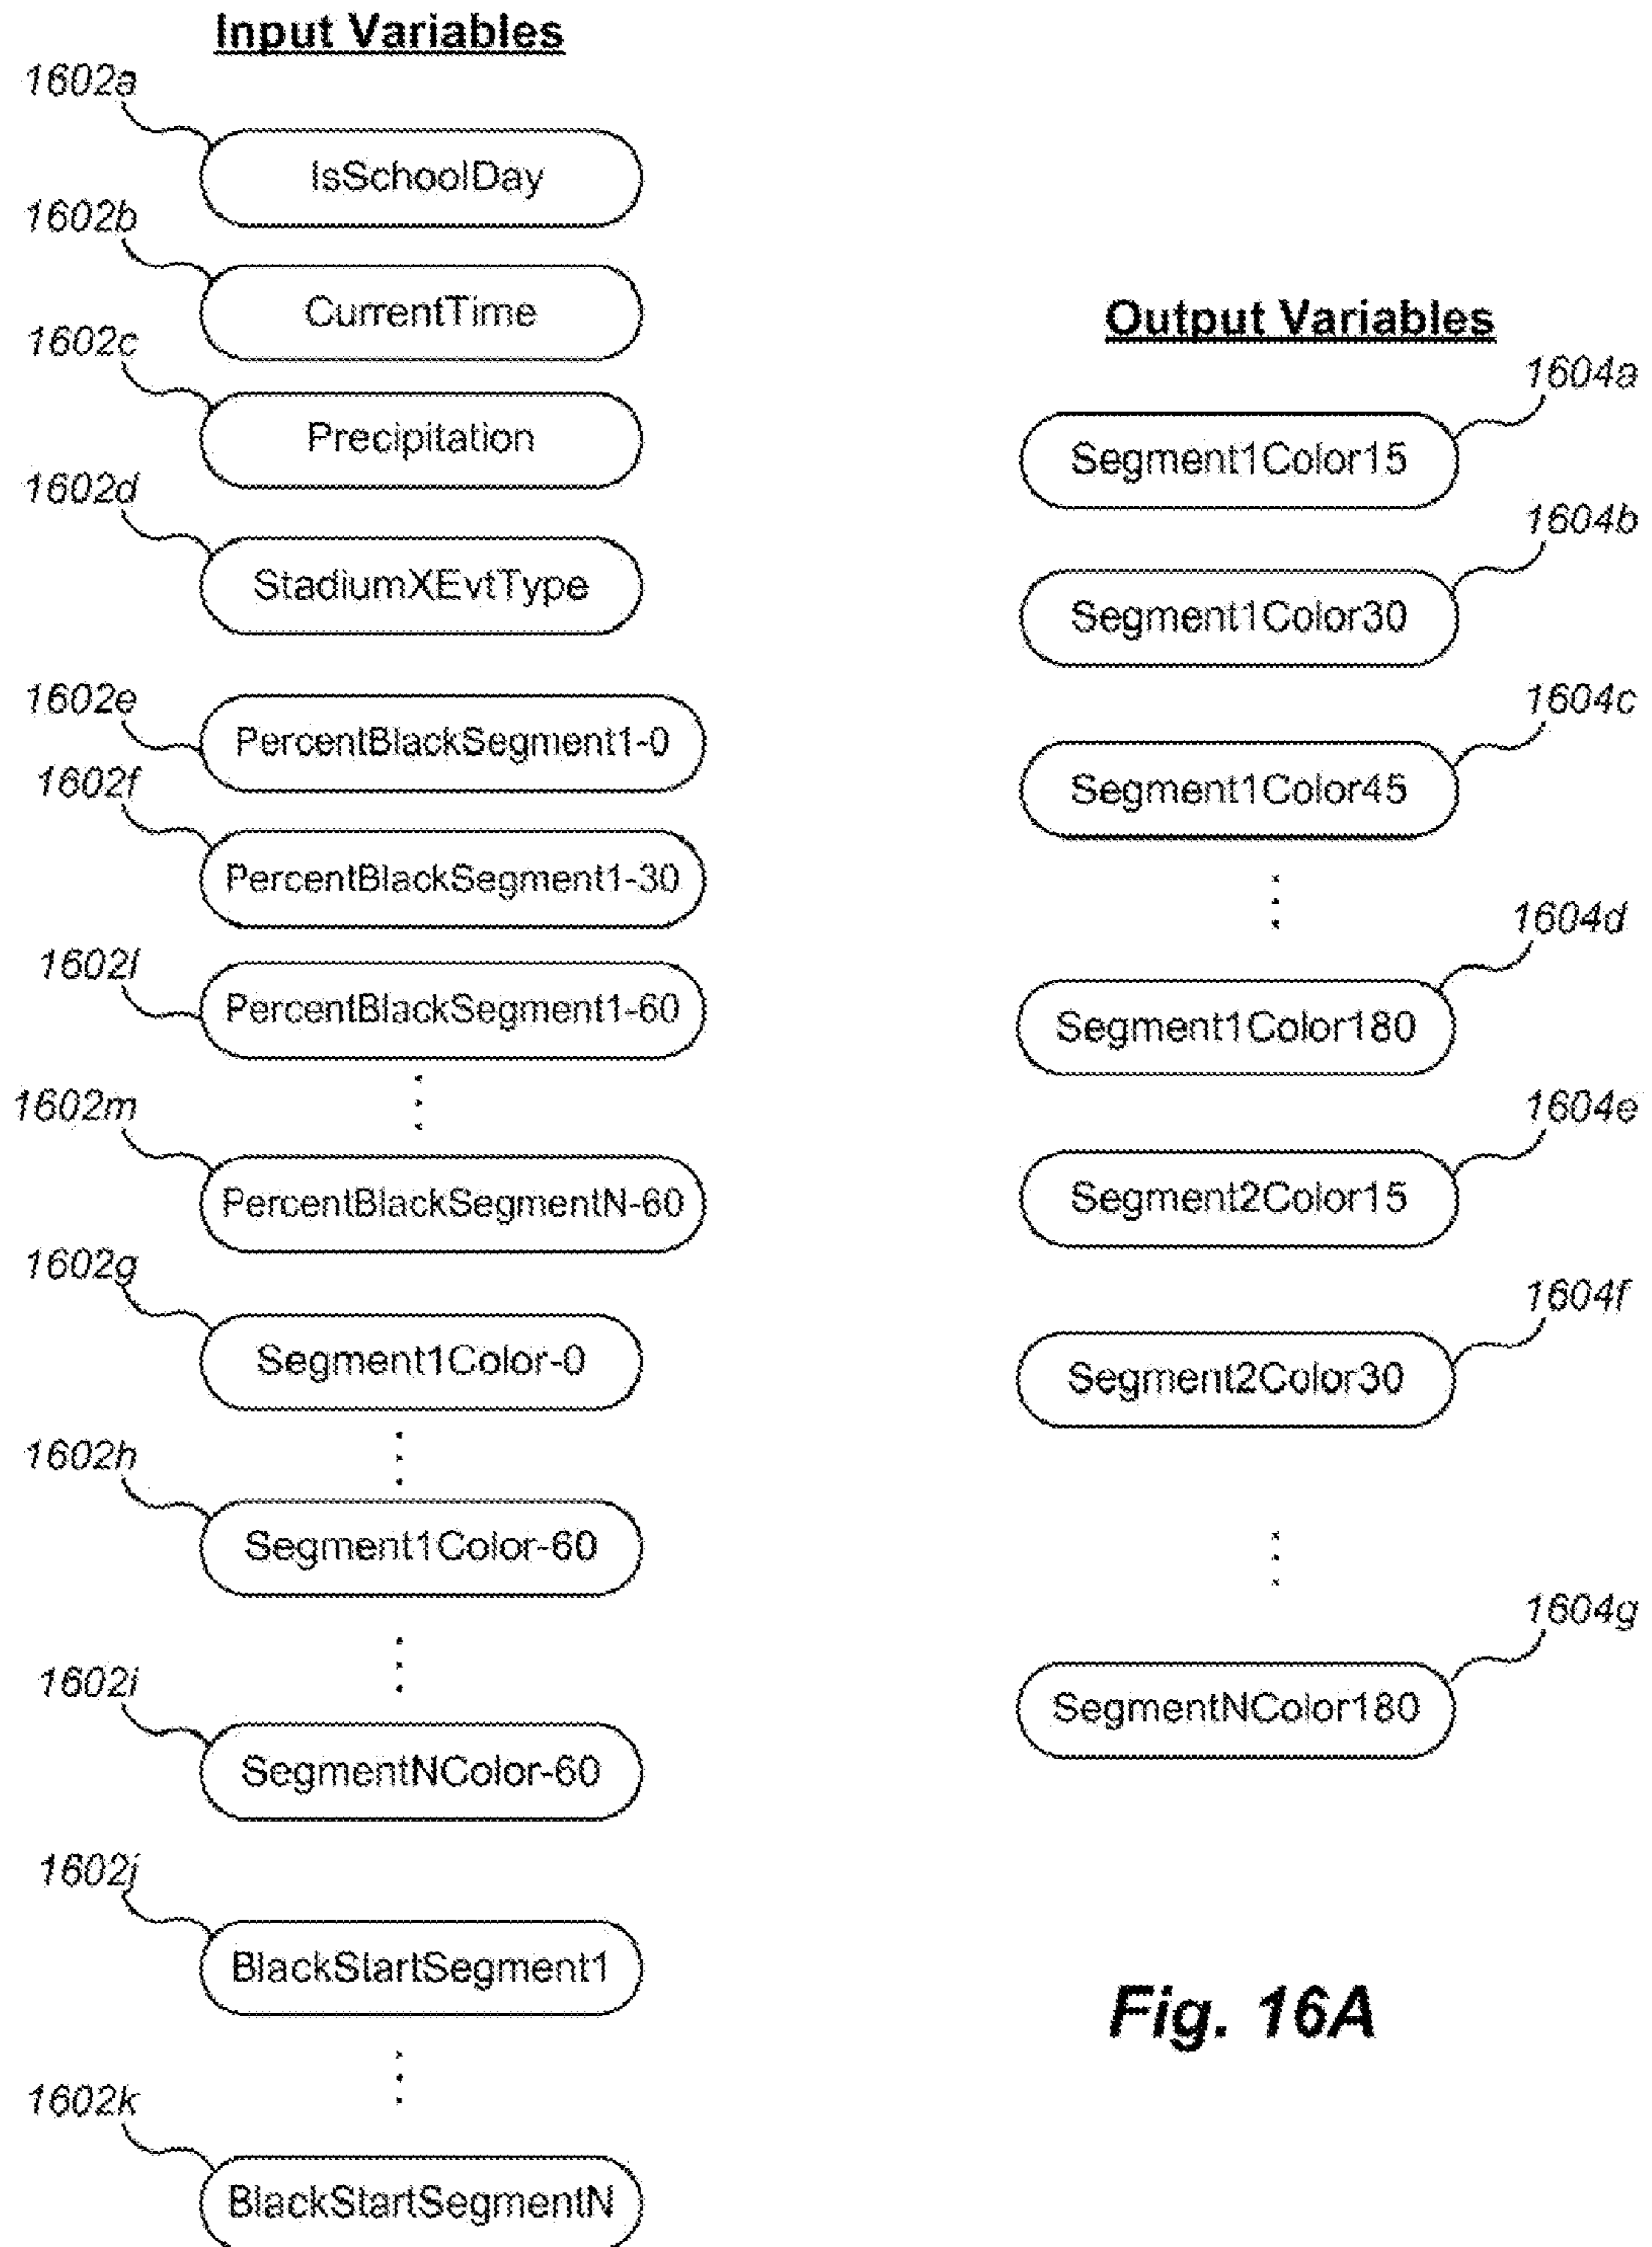 Input Variables
1602a
IsSchoolDay
1602b
CurrentTime
1602c
Precipitation
1602d
StadiumXEvtType
1602e
PercentBlackSegment1-0
1602f
PercentBlackSegment1-30
1602l
PercentBlackSegment1-60
1602m
PercentBlackSegmentN-60
1602g
Segment1Color-0
1602h
Segment1Color-60
1602i
SegmentNColor-60
1602j
BlackStartSegment1
1602k
BlackStartSegmentN
Output Variables
1604a
Segment1Color15
1604b
Segment1Color30
1604c
Segment1Color45
1604d
Segment1Color180
1604e
Segment2Color15
1604f
Segment2Color30
1604g
SegmentNColor180
Fig. 16A